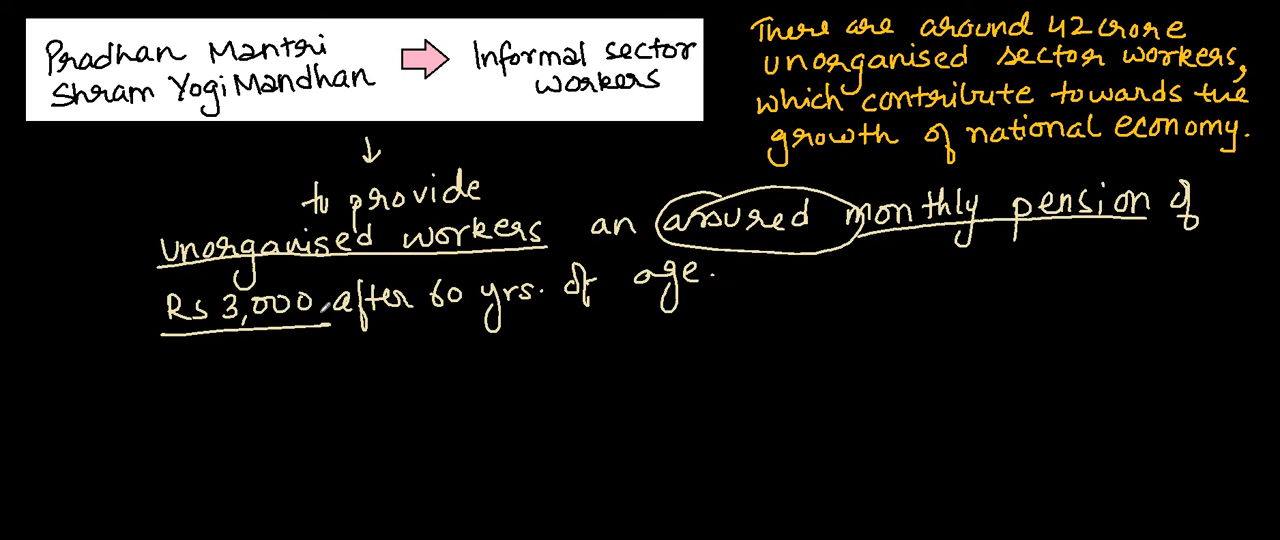 Pradhan Mantri
Shram Yogi Mandhan
Informal sector
workers
There are around 42 crore
unorganised sector workers,
which contribute towards the
growth of national economy.
to provide
unorganised workers an assured monthly pension of
Rs 3,000 after 60 yrs. of age.